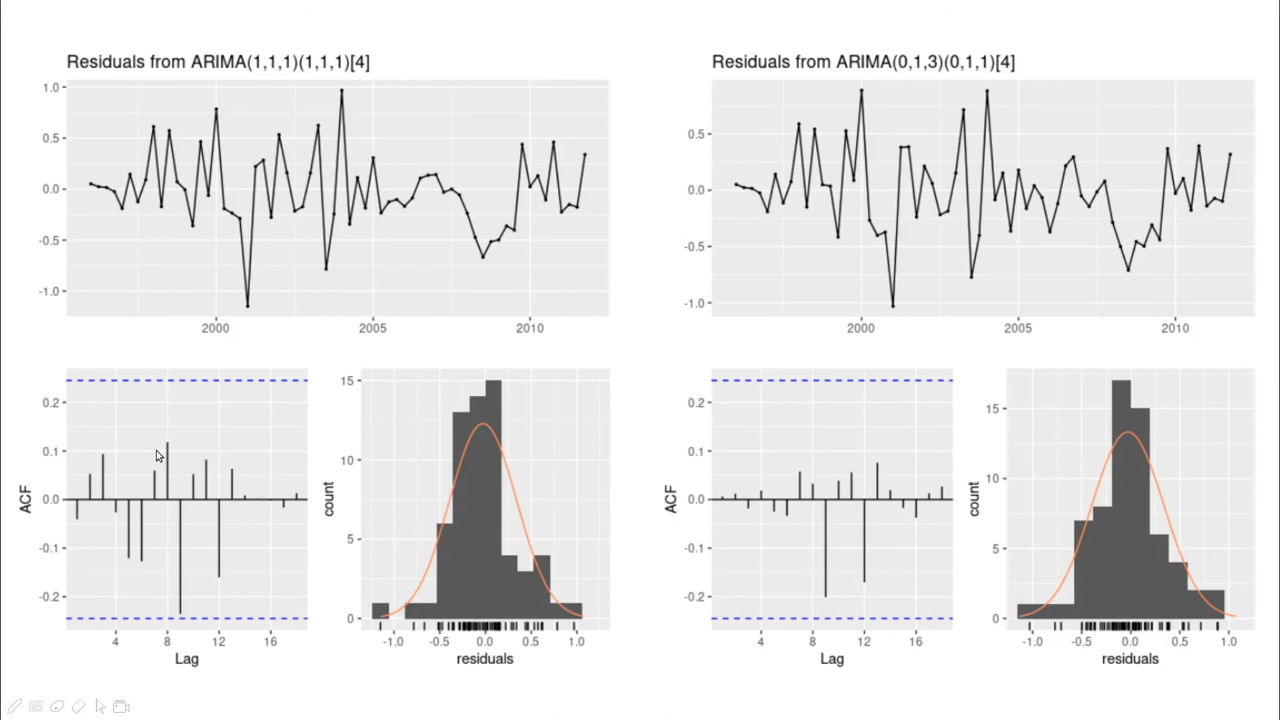 Residuals from ARIMA(1,1,1)(1,1,1)[4]
1.0
0.5
0.0
-0.5
-1.0
2000 2005 2010
ACF
0.2
0.1
0.0
-0.1
-0.2
4 8 12 16
Lag
count
15
10
5
0
-1.0 -0.5 0.0 0.5 1.0
residuals
Residuals from ARIMA(0,1,3)(0,1,1)[4]
0.5
0.0
-0.5
-1.0
2000 2005 2010
ACF
0.2
0.1
0.0
-0.1
-0.2
4 8 12 16
Lag
count
15
10
5
0
-1.0 -0.5 0.0 0.5 1.0
residuals